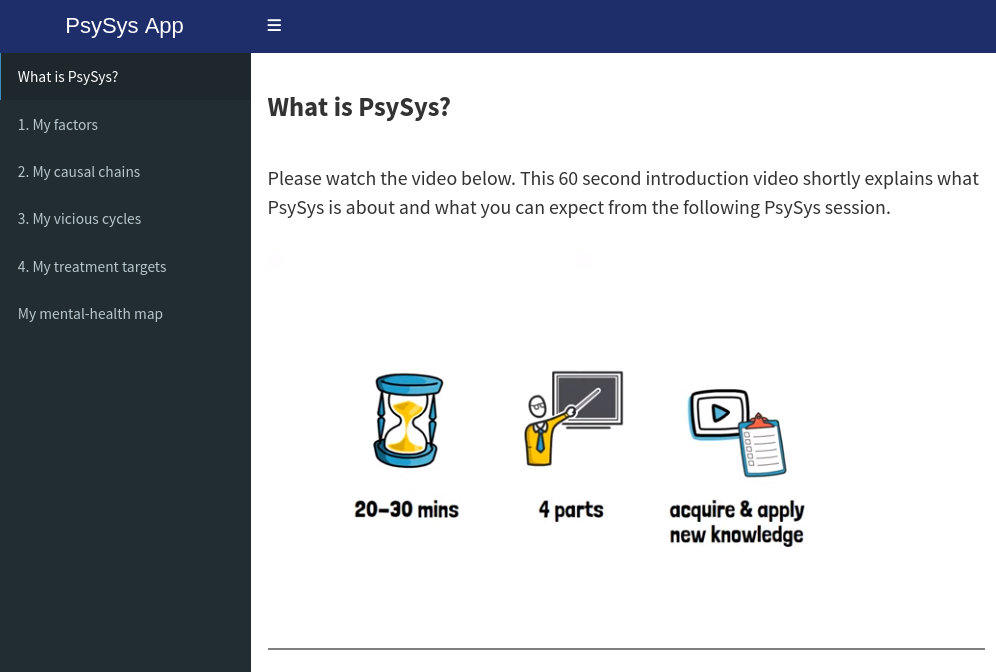 PsySys App
What is PsySys?
1. My factors
2. My causal chains
3. My vicious cycles
4. My treatment targets
My mental-health map
What is PsySys?
Please watch the video below. This 60 second introduction video shortly explains what
PsySys is about and what you can expect from the following PsySys session.
20–30 mins
4 parts
acquire & apply
new knowledge